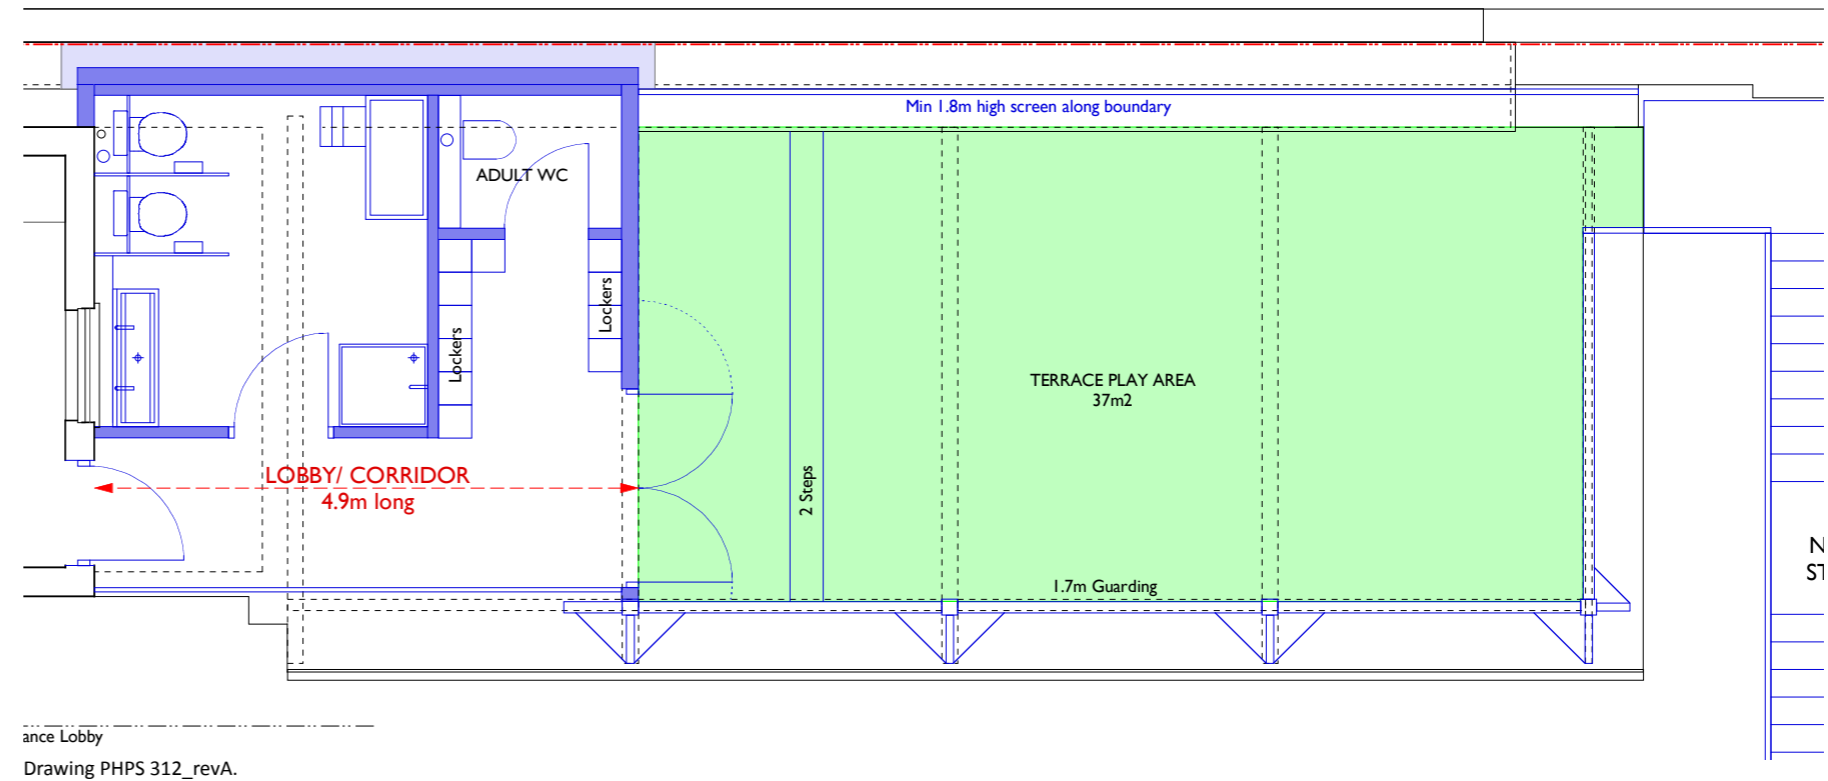 Min 1.8m high screen along boundary
ADULT WC
Lockers
Lockers
TERRACE PLAY AREA
37m2
LOBBY/ CORRIDOR
4.9m long
2 Steps
N
ST
1.7m Guarding
ance Lobby
Drawing PHPS 312_revA.